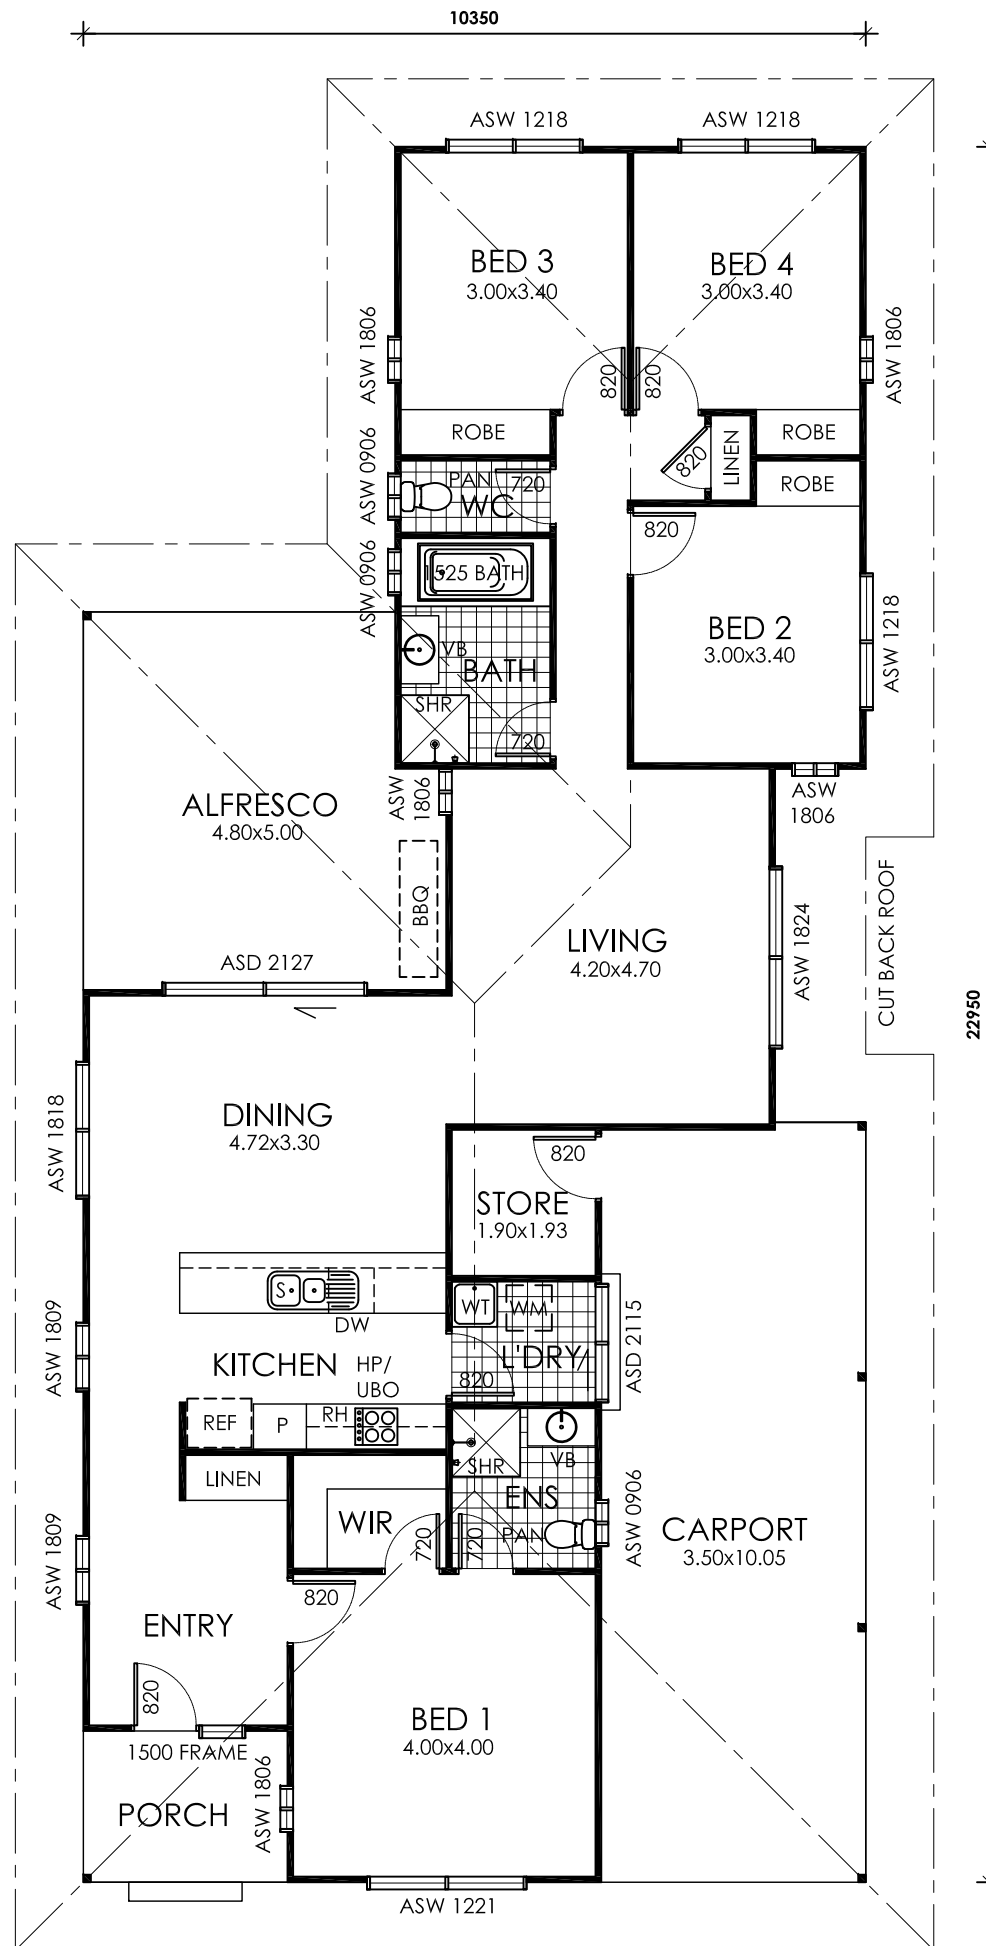 10350
ASW 1218
ASW 1218
BED 3
3.00x3.40
BED 4
3.00x3.40
ASW 1806
ASW 1806
820
820
ROBE
LINEN
ROBE
820
ASW 0906
PAN
WC
720
ROBE
820
ASW 0906
1525 BATH
ASW 1218
BED 2
3.00x3.40
VB
BATH
SHR
720
ASW
1806
ASW
1806
ALFRESCO
4.80x5.00
BBQ
CUT BACK ROOF
LIVING
4.20x4.70
ASW 1824
ASD 2127
22950
DINING
4.72x3.30
ASW 1818
820
STORE
1.90x1.93
S
DW
WT
WM
ASW 1809
KITCHEN
HP/
UBO
L'DRY
820
ASD 2115
REF
P
RH
VB
SHR
LINEN
ENS
WIR
720
720
PAN
ASW 0906
CARPORT
3.50x10.05
ASW 1809
820
ENTRY
820
BED 1
4.00x4.00
1500 FRAME
ASW 1806
PORCH
ASW 1221